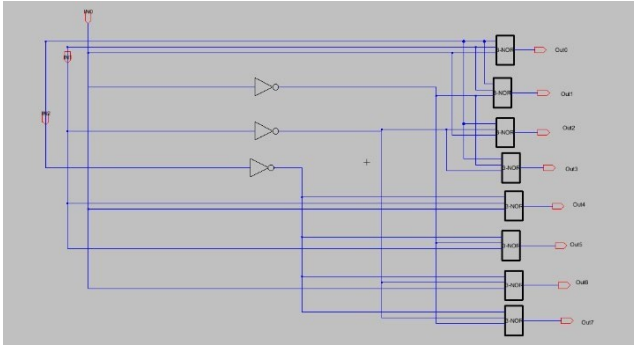 IN0
3-NOR
Out0
IN1
3-NOR
Out1
IN2
3-NOR
Out2
3-NOR
Out3
3-NOR
Out4
3-NOR
Out5
3-NOR
Out6
3-NOR
Out7